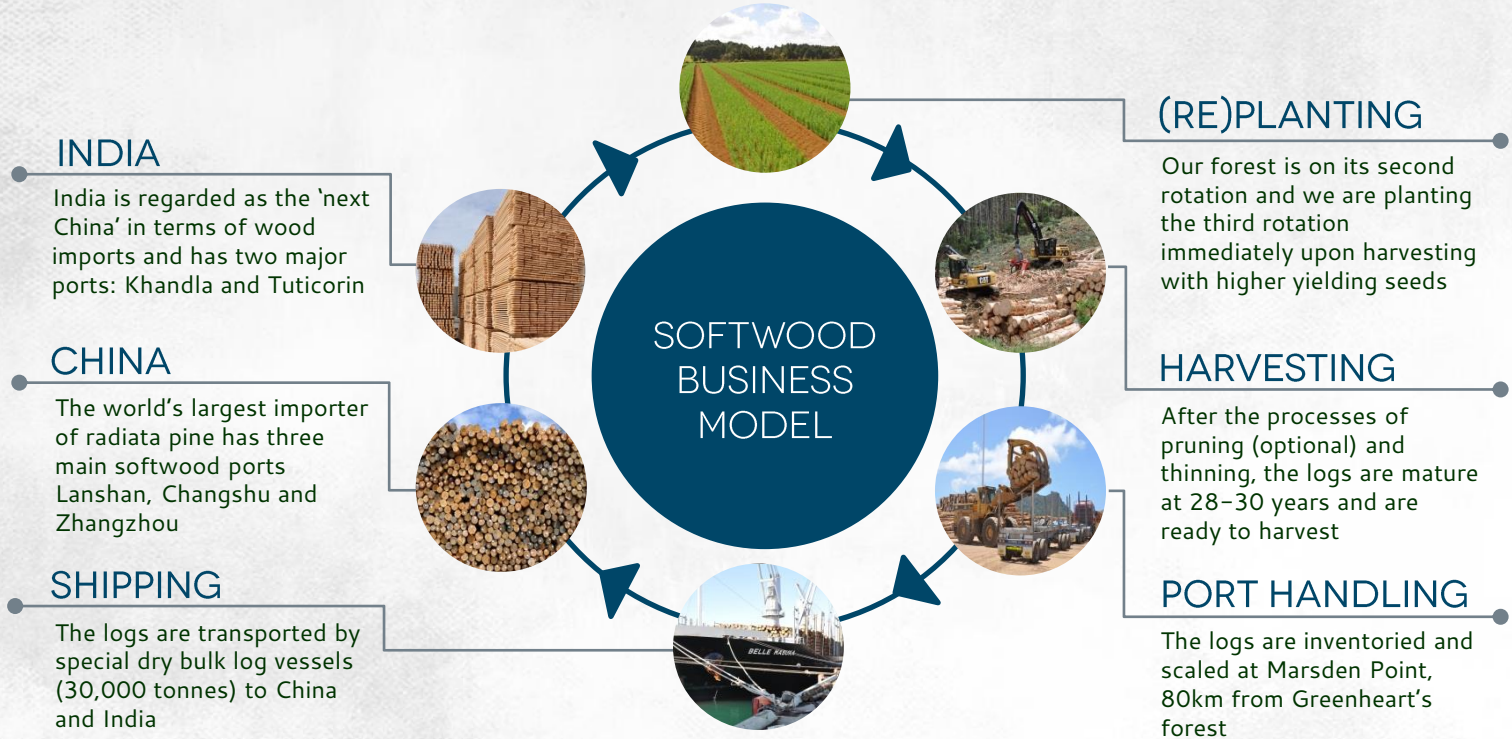 (RE)PLANTING
Our forest is on its second
rotation and we are planting
the third rotation
immediately upon harvesting
with higher yielding seeds
HARVESTING
After the processes of
pruning (optional) and
thinning, the logs are mature
at 28-30 years and are
ready to harvest
PORT HANDLING
The logs are inventoried and
scaled at Marsden Point,
80km from Greenheart's
forest
SHIPPING
The logs are transported by
special dry bulk log vessels
(30,000 tonnes) to China
and India
CHINA
The world's largest importer
of radiata pine has three
main softwood ports
Lanshan, Changshu and
Zhangzhou
INDIA
India is regarded as the 'next
China' in terms of wood
imports and has two major
ports: Khandla and Tuticorin
SOFTWOOD
BUSINESS
MODEL
CAT